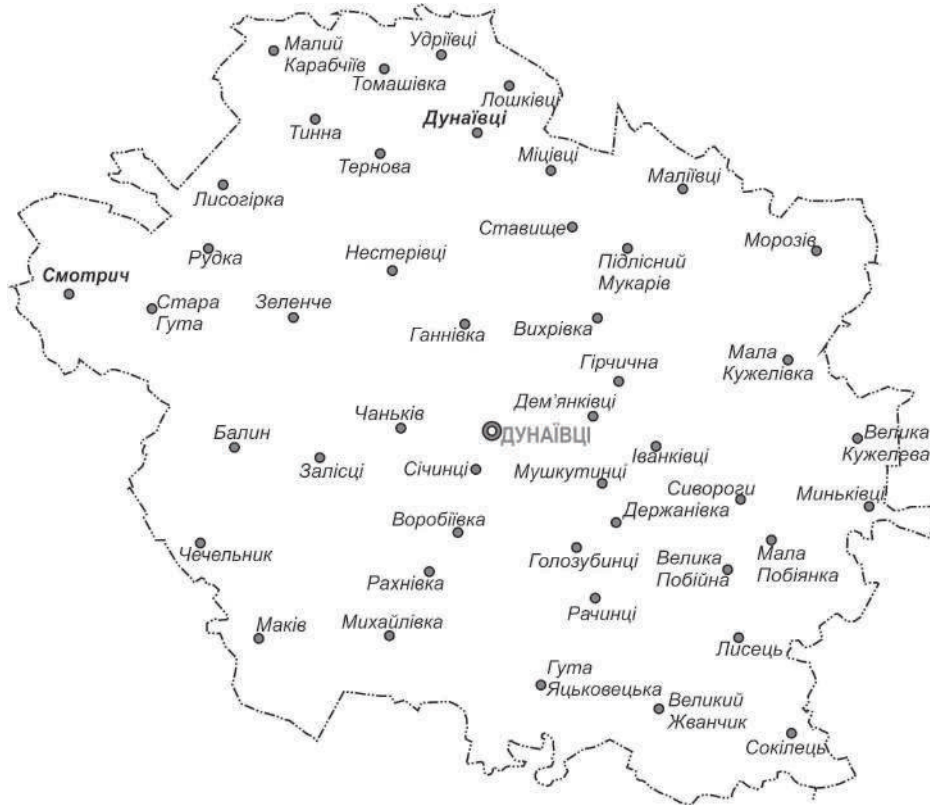 Удріївці
Малий
Карабчіїв
Томашівка
Лошківці
Дунаївці
Тинна
Тернова
Міцівці
Маліївці
Лисогірка
Ставище
Морозів
Рудка
Нестерівці
Підлісний
Мукарів
Смотрич
Стара
Гута
Зеленче
Ганнівка
Вихрівка
Гірчична
Мала
Кужелівка
Дем'янківці
Чаньків
ДУНАЇВЦІ
Балин
Велика
Кужелева
Іванківці
Залісці
Січинці
Мушкутинці
Сивороги
Миньківці
Держанівка
Воробіївка
Чечельник
Голозубинці
Велика
Побійна
Мала
Побіянка
Рахнівка
Рачинці
Маків
Михайлівка
Лисець
Гута
Яцьковецька
Великий
Жванчик
Сокілець